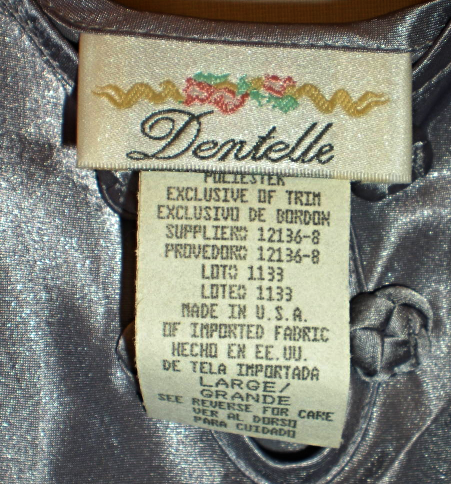 Dentelle
POLIESTER
EXCLUSIVE OF TRIM
EXCLUSIVO DE BORDON
SUPPLIER# 12136-8
PROVEDOR# 12136-8
LOT# 1133
LOTE# 1133
MADE IN U.S.A.
OF IMPORTED FABRIC
HECHO EN EE.UU.
DE TELA IMPORTADA
LARGE/
GRANDE
SEE REVERSE FOR CARE
VER AL DORSO
PARA CUIDADO